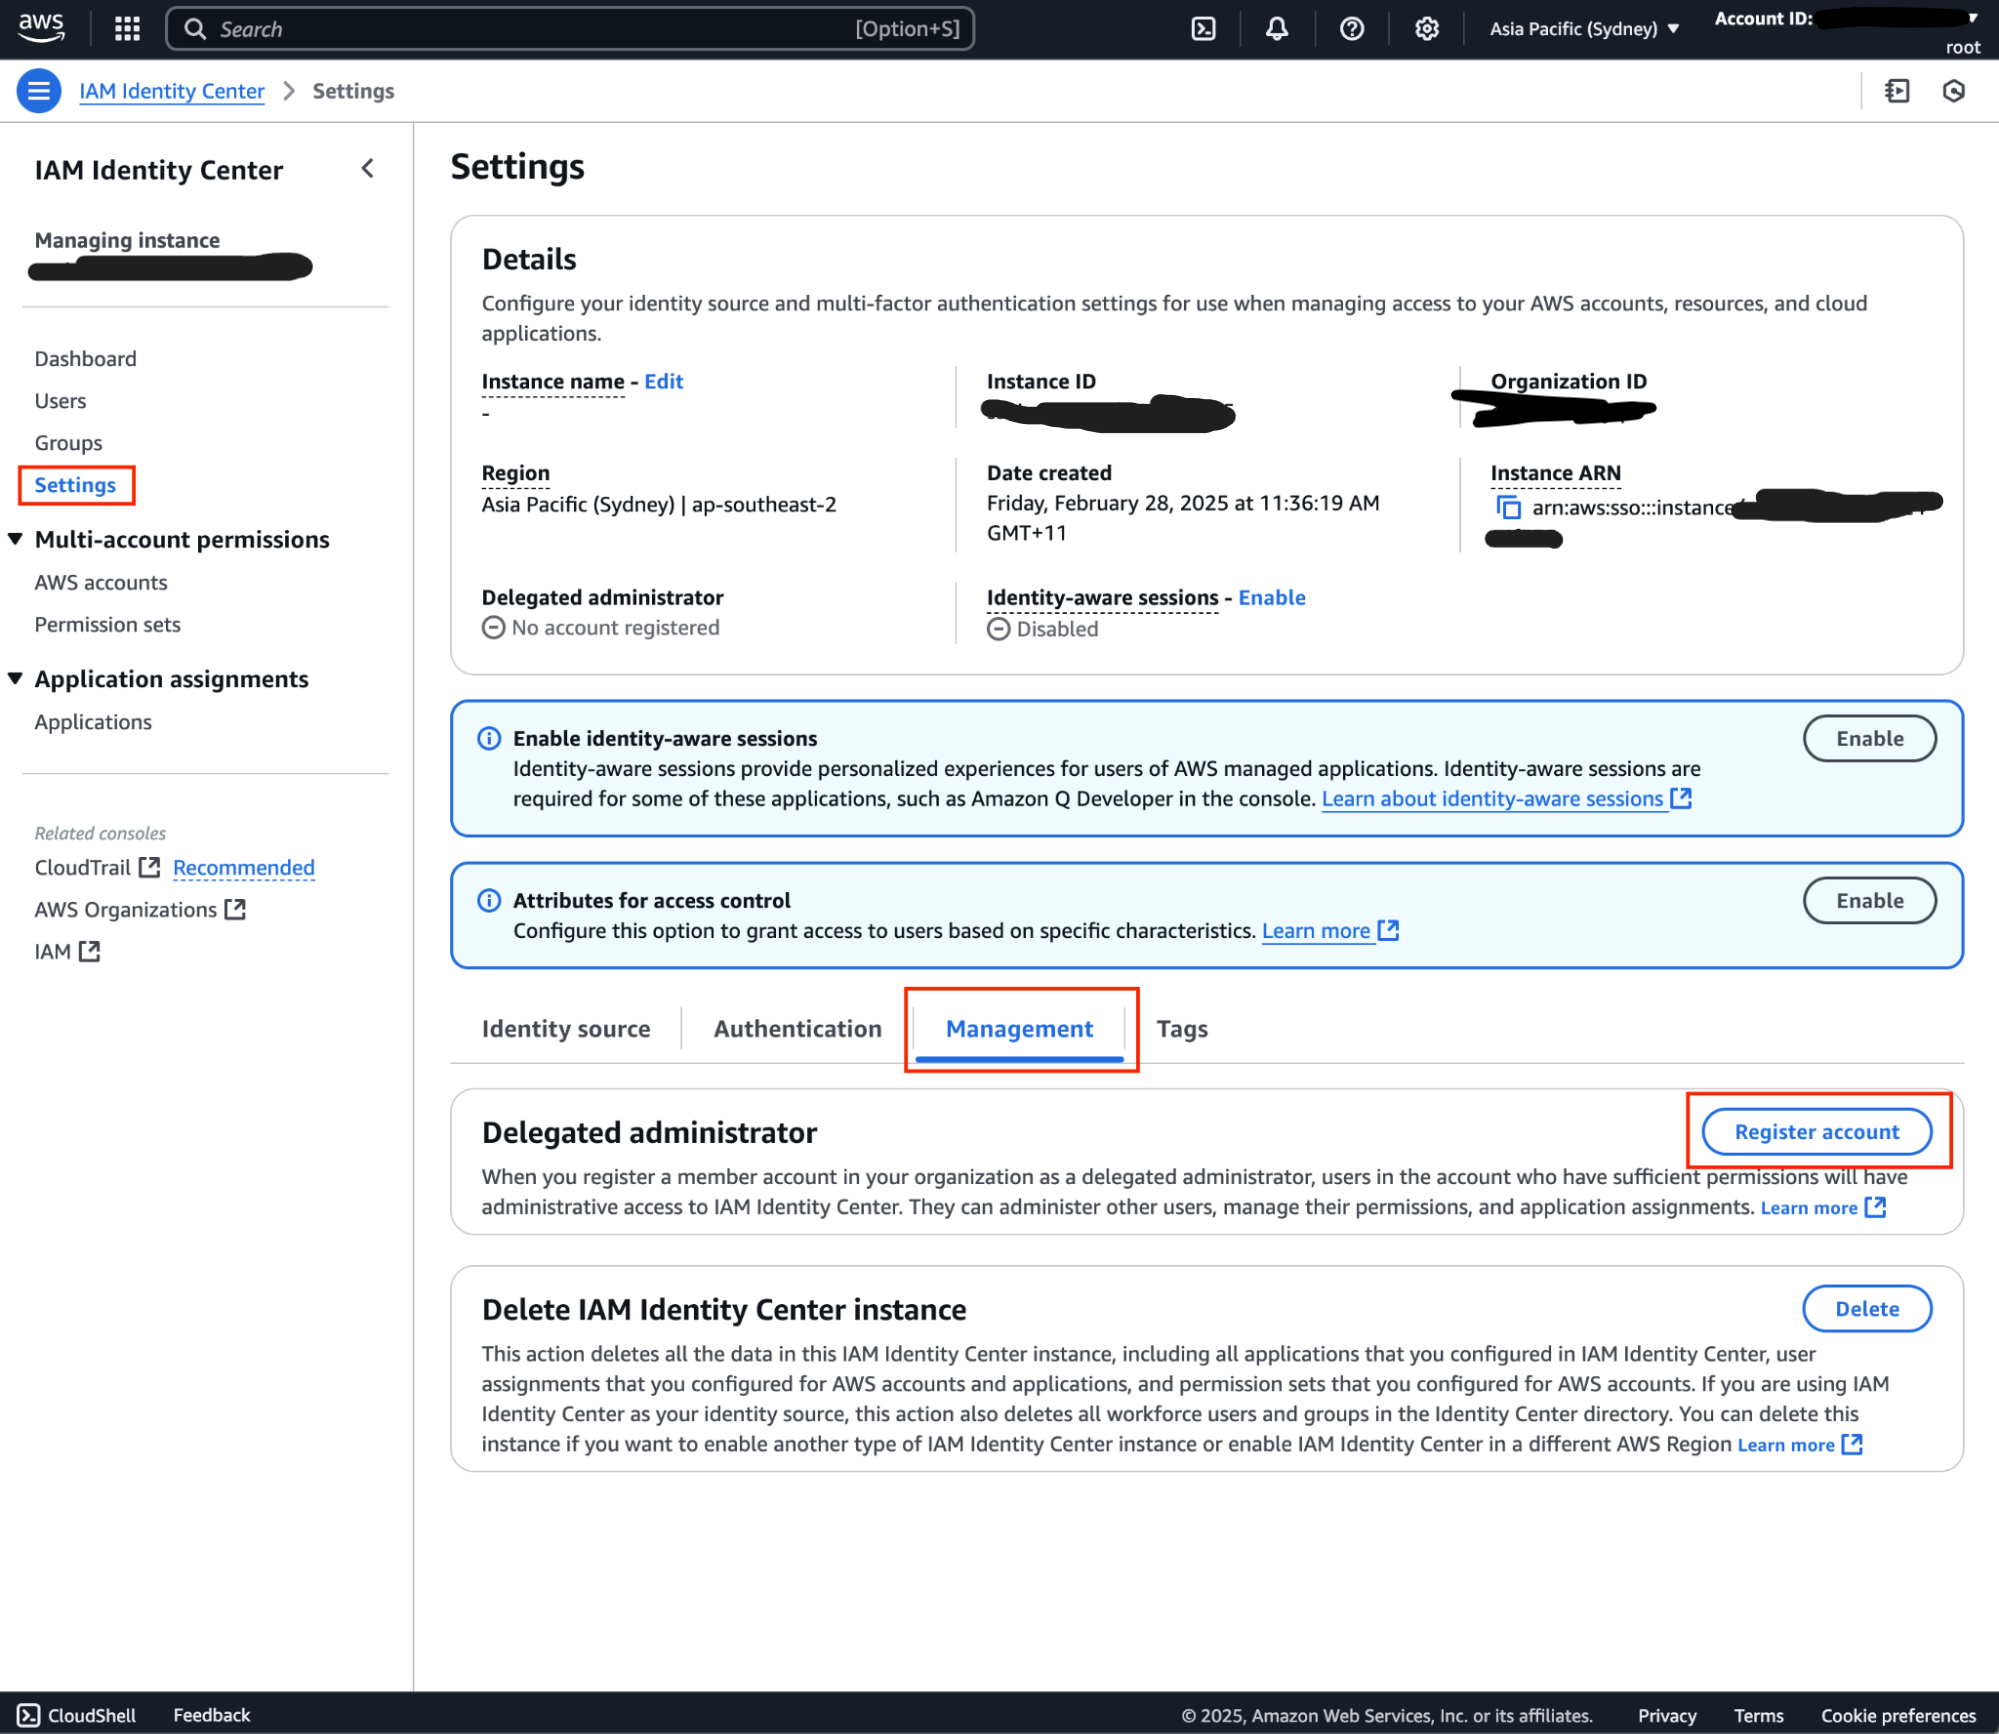 aws
Search
[Option+S]
Asia Pacific (Sydney)
Account ID:
root
IAM Identity Center
Settings
IAM Identity Center
Managing instance
Dashboard
Users
Groups
Settings
Multi-account permissions
AWS accounts
Permission sets
Application assignments
Applications
Related consoles
CloudTrail Recommended
AWS Organizations
IAM
Settings
Details
Configure your identity source and multi-factor authentication settings for use when managing access to your AWS accounts, resources, and cloud
applications.
Instance name - Edit
-
Instance ID
Organization ID
Region
Asia Pacific (Sydney) | ap-southeast-2
Date created
Friday, February 28, 2025 at 11:36:19 AM
GMT+11
Instance ARN
arn:aws:sso:::instance/
Delegated administrator
No account registered
Identity-aware sessions - Enable
Disabled
Enable identity-aware sessions
Identity-aware sessions provide personalized experiences for users of AWS managed applications. Identity-aware sessions are
required for some of these applications, such as Amazon Q Developer in the console. Learn about identity-aware sessions
Enable
Attributes for access control
Configure this option to grant access to users based on specific characteristics. Learn more
Enable
Identity source
Authentication
Management
Tags
Delegated administrator
Register account
When you register a member account in your organization as a delegated administrator, users in the account who have sufficient permissions will have
administrative access to IAM Identity Center. They can administer other users, manage their permissions, and application assignments. Learn more
Delete IAM Identity Center instance
Delete
This action deletes all the data in this IAM Identity Center instance, including all applications that you configured in IAM Identity Center, user
assignments that you configured for AWS accounts and applications, and permission sets that you configured for AWS accounts. If you are using IAM
Identity Center as your identity source, this action also deletes all workforce users and groups in the Identity Center directory. You can delete this
instance if you want to enable another type of IAM Identity Center instance or enable IAM Identity Center in a different AWS Region Learn more
CloudShell
Feedback
© 2025, Amazon Web Services, Inc. or its affiliates.
Privacy
Terms
Cookie preferences